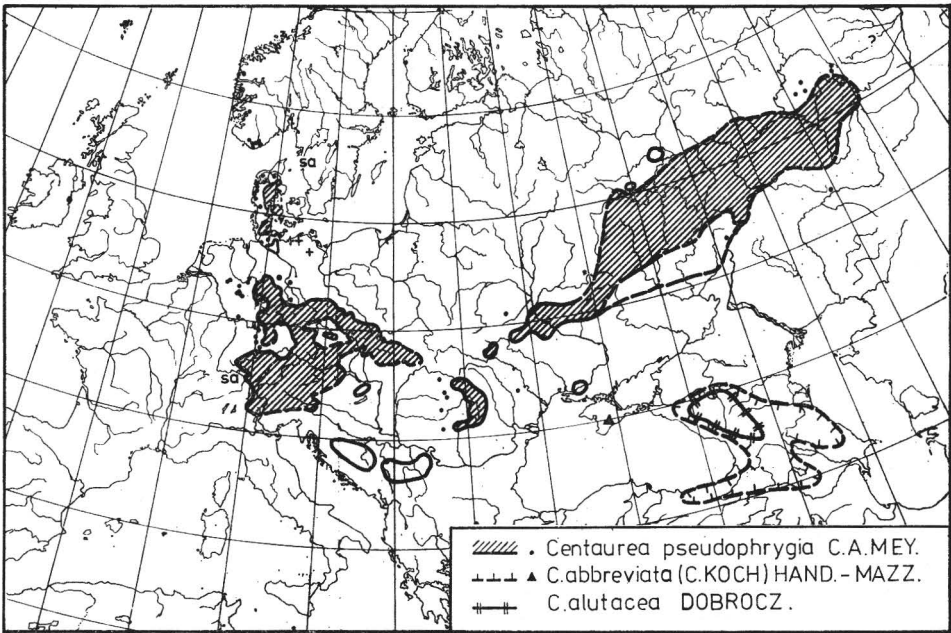 sa
sa
Centaurea pseudophrygia C.A.MEY.
C.abbreviata (C.KOCH) HAND.-MAZZ.
C.alutacea DOBROCZ.